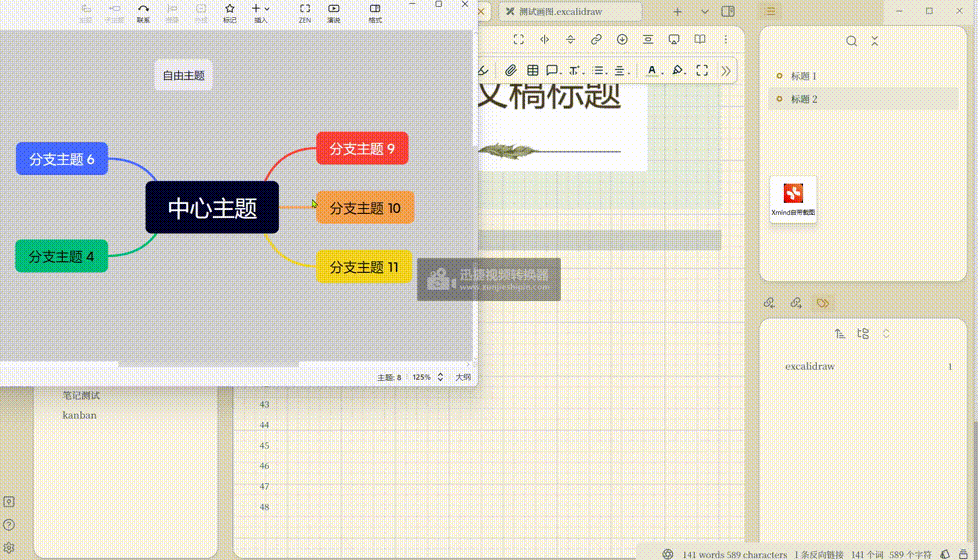 联系
标记
插入
ZEN
演说
格式
自由主题
分支主题 6
分支主题 4
中心主题
分支主题 9
分支主题 10
分支主题 11
主题: 8
125%
大纲
测试画图.excalidraw
文稿标题
标题 1
标题 2
Xmind自带截图
迅捷视频转换器
www.xunjieshipin.com
excalidraw
1
笔记测试
kanban
43
44
45
46
47
48
141 words 589 characters
1 条反向链接
141 个词
589 个字符